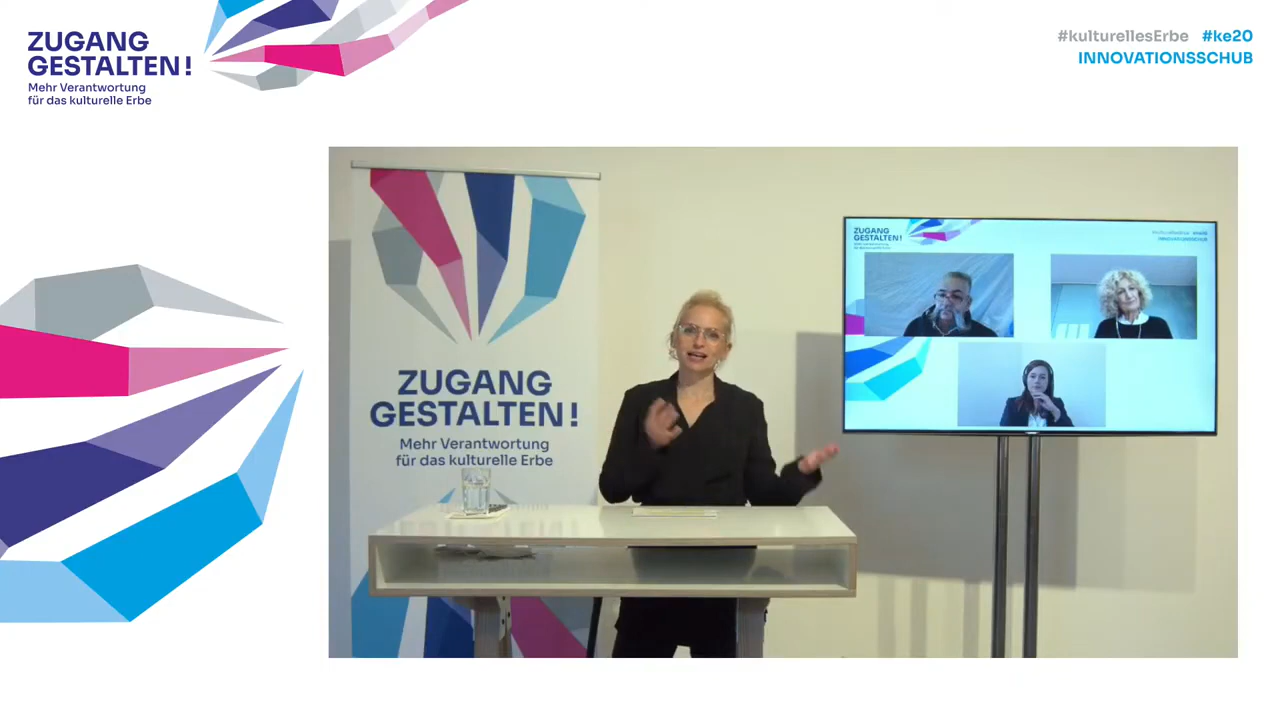 ZUGANG
GESTALTEN!
Mehr Verantwortung
für das kulturelle Erbe
#kulturellesErbe #ke20
INNOVATIONSSCHUB
ZUGANG
GESTALTEN!
Mehr Verantwortung
für das kulturelle Erbe
ZUGANG
GESTALTEN!
INNOVATIONSSCHUB